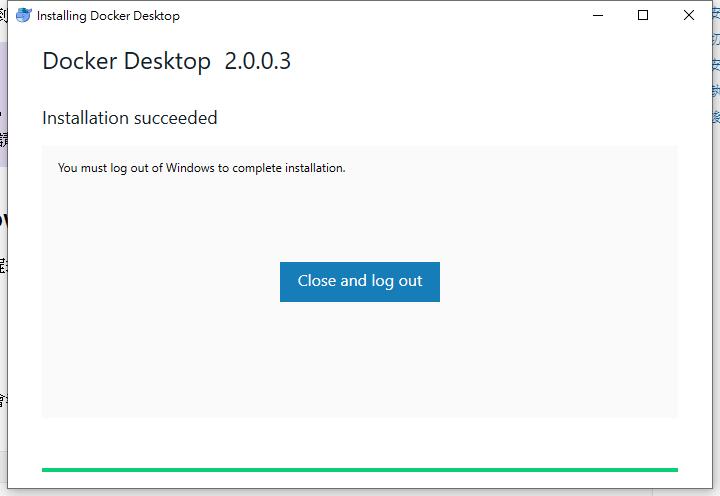 Installing Docker Desktop
Docker Desktop 2.0.0.3
Installation succeeded
You must log out of Windows to complete installation.
Close and log out